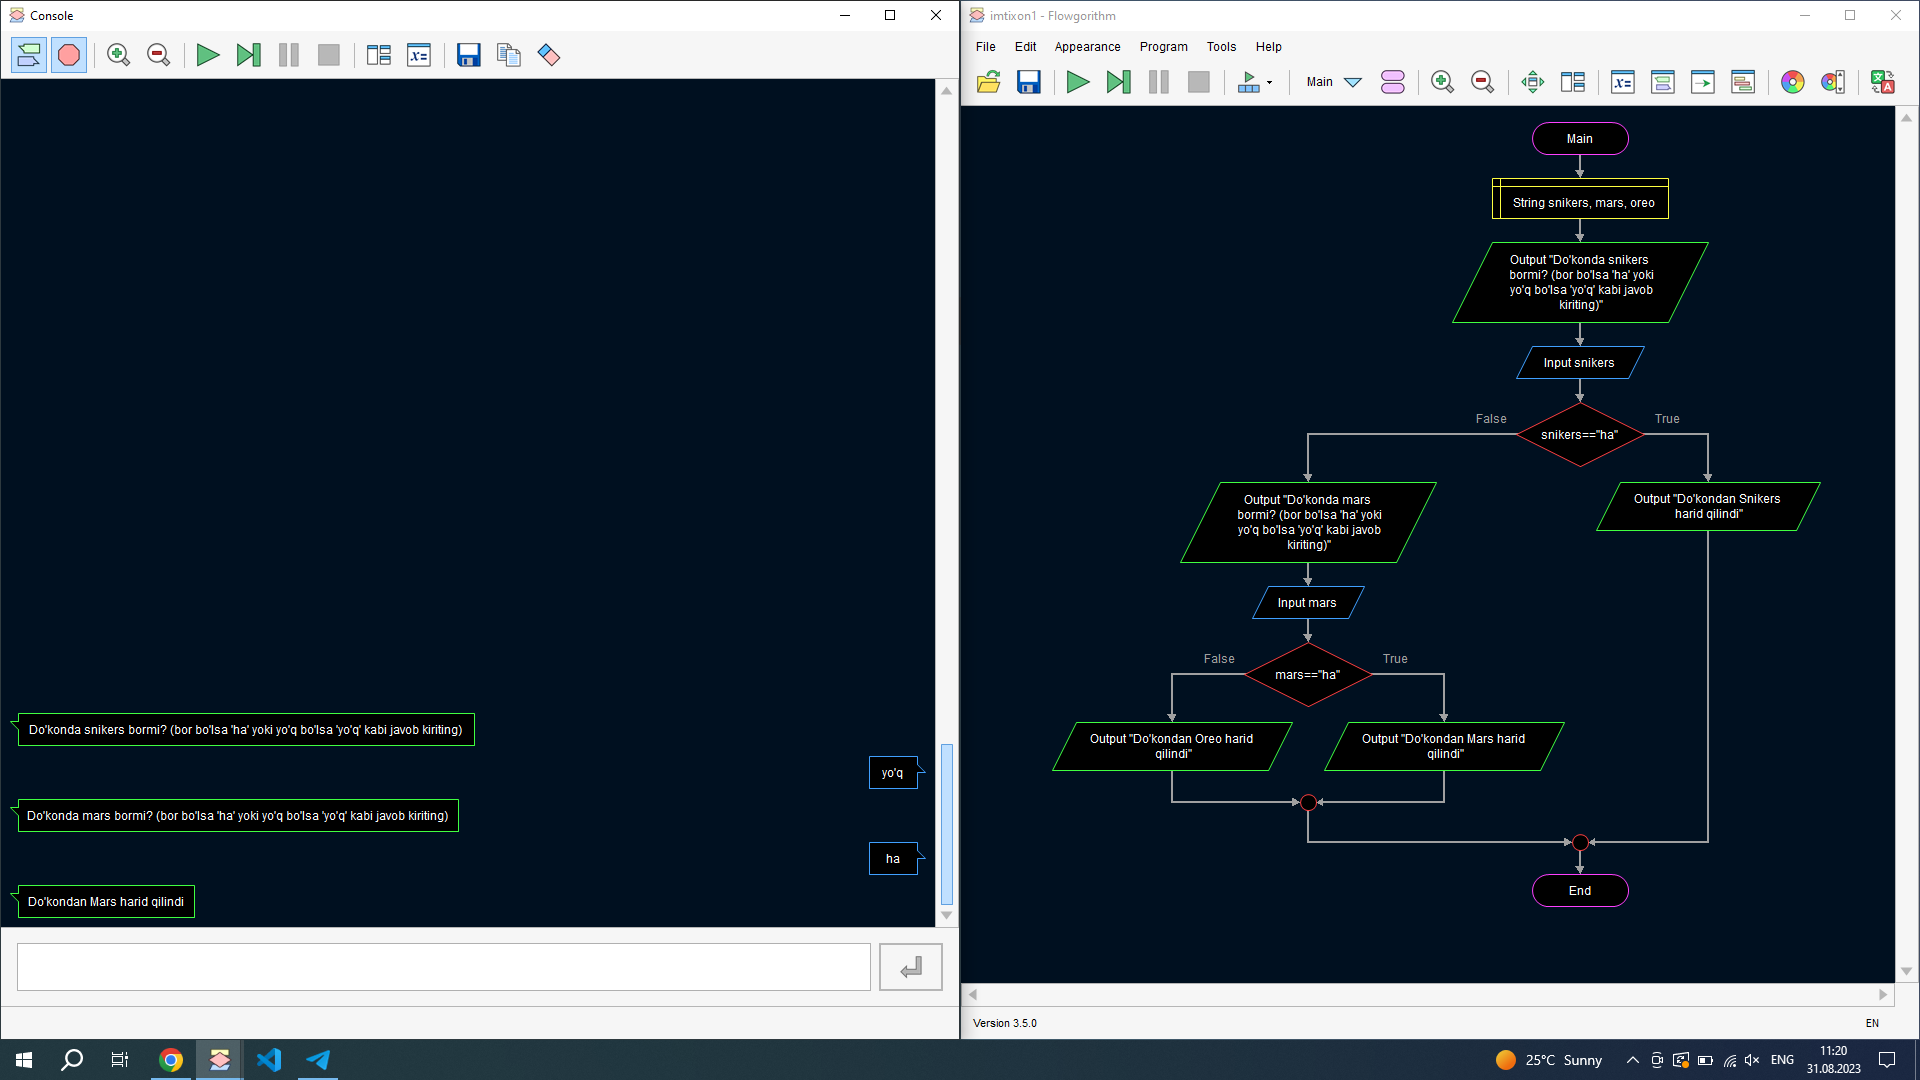 Console
Do'konda snikers bormi? (bor bo'lsa 'ha' yoki yo'q bo'lsa 'yo'q' kabi javob kiriting)
yo'q
Do'konda mars bormi? (bor bo'lsa 'ha' yoki yo'q bo'lsa 'yo'q' kabi javob kiriting)
ha
Do'kondan Mars harid qilindi
imtixon1 - Flowgorithm
File Edit Appearance Program Tools Help
Main
Main
String snikers, mars, oreo
Output "Do'konda snikers
bormi? (bor bo'lsa 'ha' yoki
yo'q bo'lsa 'yo'q' kabi javob
kiriting)"
Input snikers
False
True
snikers=="ha"
Output "Do'konda mars
bormi? (bor bo'lsa 'ha' yoki
yo'q bo'lsa 'yo'q' kabi javob
kiriting)"
Output "Do'kondan Snikers
harid qilindi"
Input mars
False
True
mars=="ha"
Output "Do'kondan Oreo harid
qilindi"
Output "Do'kondan Mars harid
qilindi"
End
Version 3.5.0
EN
25°C Sunny
ENG
11:20
31.08.2023